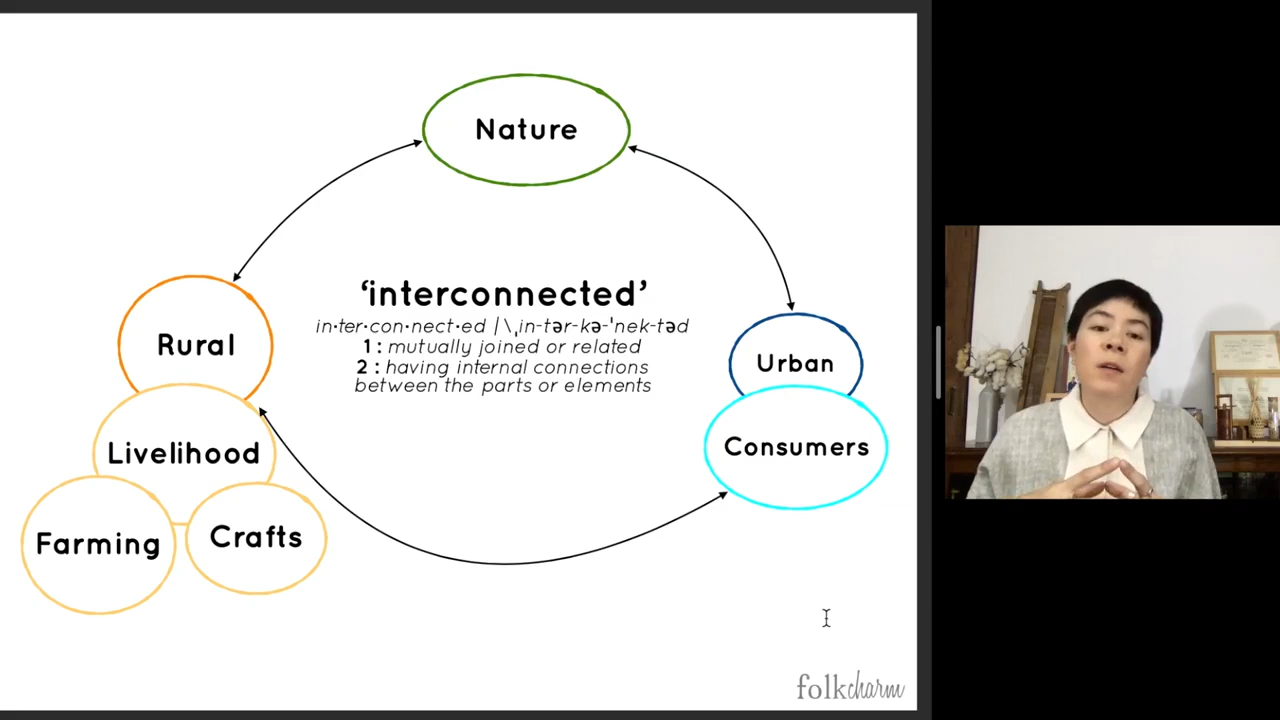 Nature
‘interconnected’
in·ter·con·nect·ed | \ˌin-tər-kə-ˈnek-təd
1 : mutually joined or related
2 : having internal connections
between the parts or elements
Rural
Livelihood
Farming
Crafts
Urban
Consumers
folkcharm